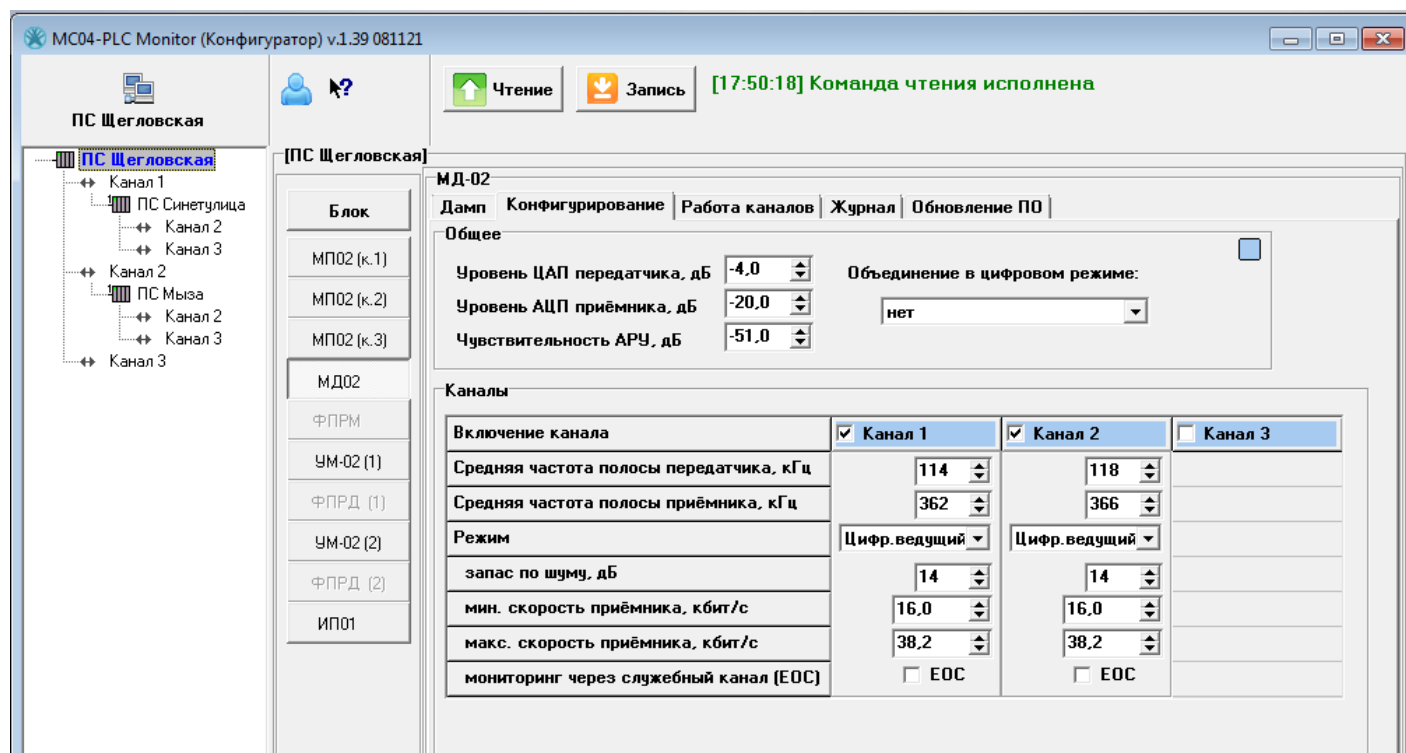 MC04-PLC Monitor (Конфигуратор) v.1.39 081121
ПС Щегловская
Чтение
Запись
[17:50:18] Команда чтения исполнена
ПС Щегловская
Канал 1
ПС Синетулица
Канал 2
Канал 3
Канал 2
ПС Мыза
Канал 2
Канал 3
Канал 3
[ПС Щегловская]
Блок
МП02 (к.1)
МП02 (к.2)
МП02 (к.3)
МД02
ФПРМ
УМ-02 (1)
ФПРД (1)
УМ-02 (2)
ФПРД (2)
ИП01
МД-02
Дамп Конфигурирование Работа каналов Журнал Обновление ПО
Общее
Уровень ЦАП передатчика, дБ -4,0 Объединение в цифровом режиме:
Уровень АЦП приёмника, дБ -20,0 нет
Чувствительность АРУ, дБ -51,0
Каналы
Включение канала Канал 1 Канал 2 Канал 3
Средняя частота полосы передатчика, кГц 114 118
Средняя частота полосы приёмника, кГц 362 366
Режим Цифр.ведущий Цифр.ведущий
запас по шуму, дБ 14 14
мин. скорость приёмника, кбит/с 16,0 16,0
макс. скорость приёмника, кбит/с 38,2 38,2
мониторинг через служебный канал (EOC) EOC EOC